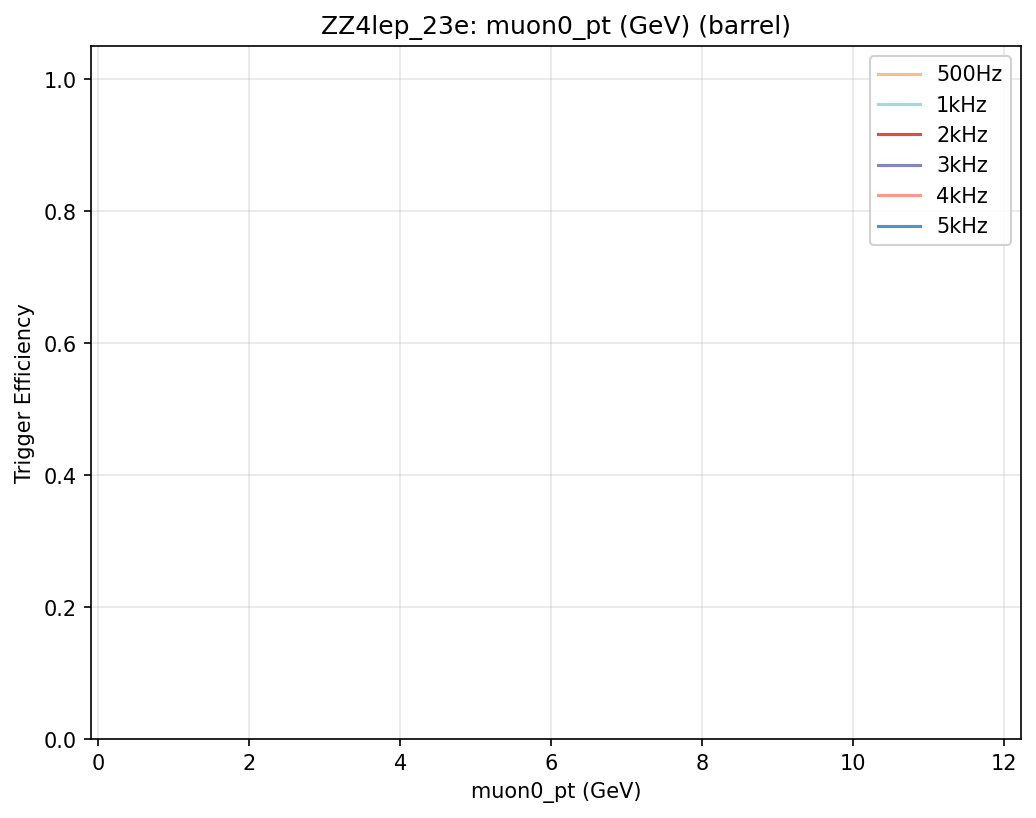 ZZ4lep_23e: muon0_pt (GeV) (barrel)
500Hz
1kHz
2kHz
3kHz
4kHz
5kHz
Trigger Efficiency
1.0
0.8
0.6
0.4
0.2
0.0
0 2 4 6 8 10 12
muon0_pt (GeV)